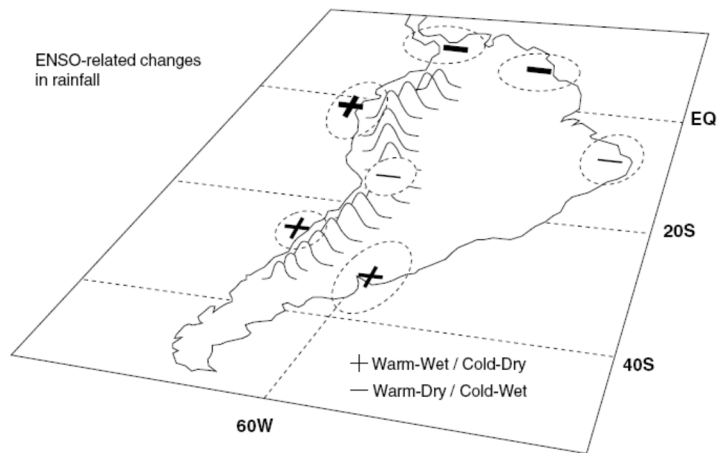 ENSO-related changes
in rainfall
EQ
20S
40S
60W
+ Warm-Wet / Cold-Dry
— Warm-Dry / Cold-Wet